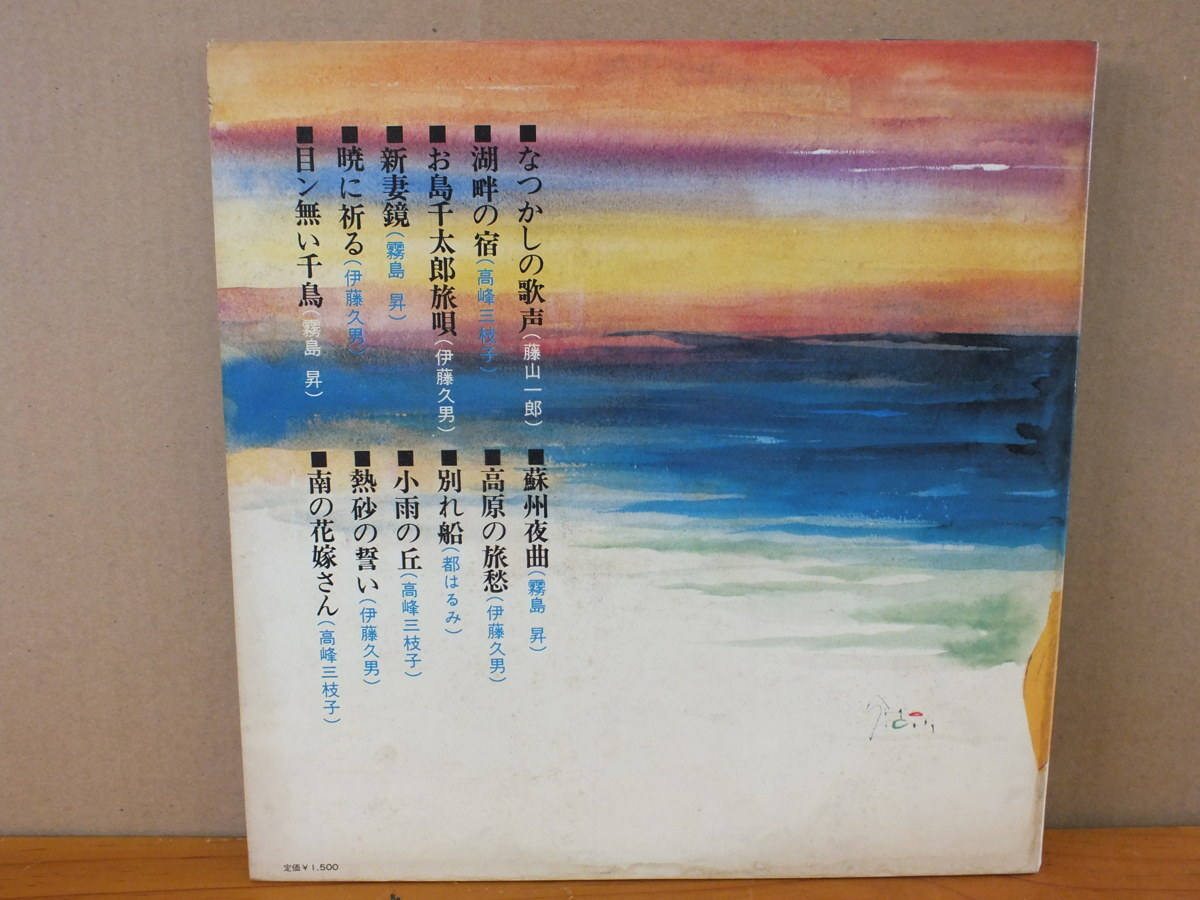 ■なつかしの歌声(藤山一郎)
■湖畔の宿(高峰三枝子)
■お島千太郎旅唄(伊藤久男)
■新妻鏡(霧島 昇)
■暁に祈る(伊藤久男)
■目ン無い千鳥(霧島 昇)
■蘇州夜曲(霧島 昇)
■高原の旅愁(伊藤久男)
■別れ船(都はるみ)
■小雨の丘(高峰三枝子)
■熱砂の誓い(伊藤久男)
■南の花嫁さん(高峰三枝子)
定価¥1,500